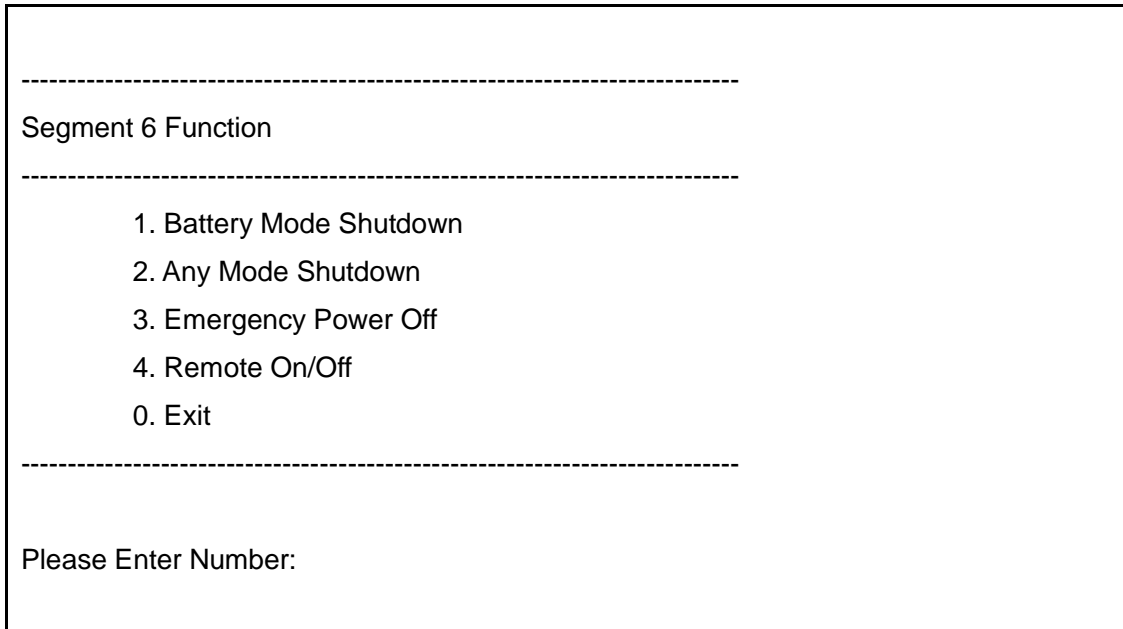 ------------------------------------------------------------------------------
Segment 6 Function
------------------------------------------------------------------------------
1. Battery Mode Shutdown
2. Any Mode Shutdown
3. Emergency Power Off
4. Remote On/Off
0. Exit
------------------------------------------------------------------------------
Please Enter Number: